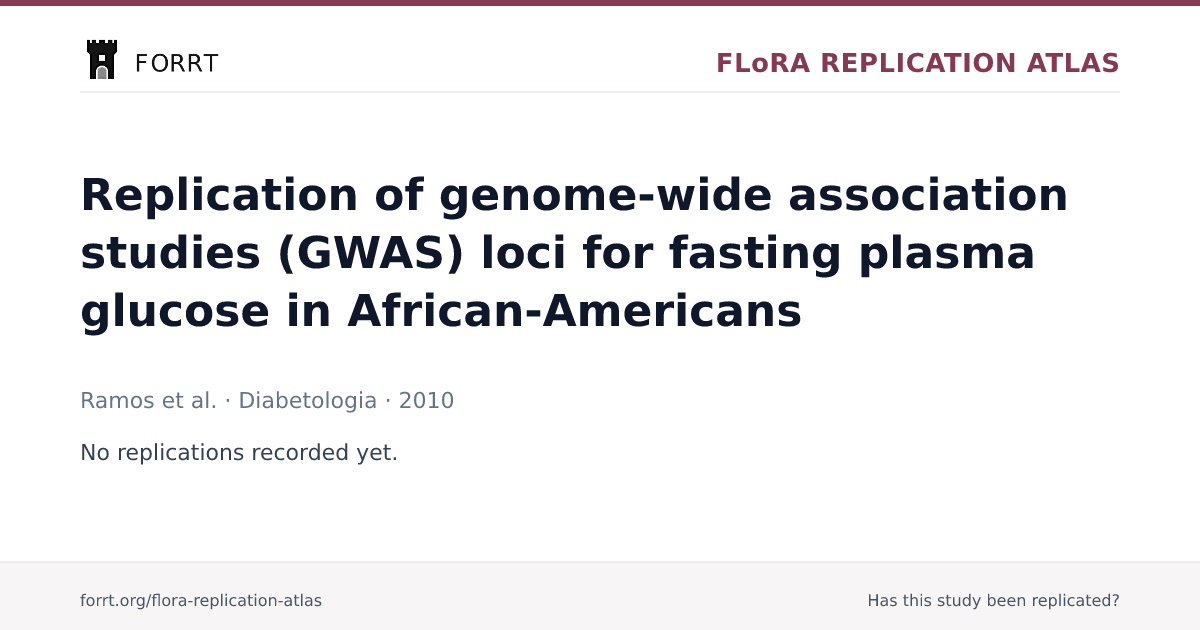 FORRT
FLoRA REPLICATION ATLAS
Replication of genome-wide association
studies (GWAS) loci for fasting plasma
glucose in African-Americans
Ramos et al. · Diabetologia · 2010
No replications recorded yet.
forrt.org/flora-replication-atlas
Has this study been replicated?